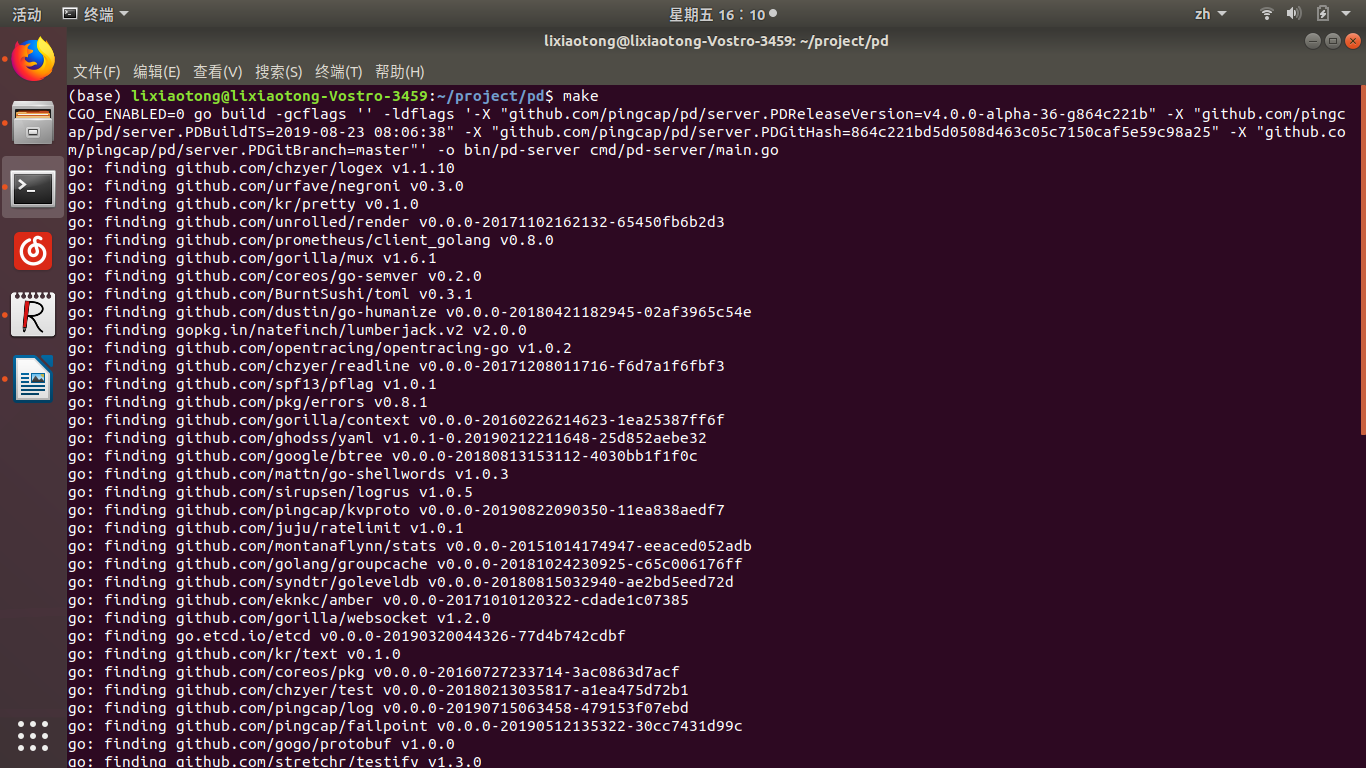 活动 终端 星期五 16：10 zh
lixiaotong@lixiaotong-Vostro-3459: ~/project/pd
文件(F) 编辑(E) 查看(V) 搜索(S) 终端(T) 帮助(H)
(base) lixiaotong@lixiaotong-Vostro-3459:~/project/pd$ make
CGO_ENABLED=0 go build -gcflags '' -ldflags '-X "github.com/pingcap/pd/server.PDReleaseVersion=v4.0.0-alpha-36-g864c221b" -X "github.com/pingc
ap/pd/server.PDBuildTS=2019-08-23 08:06:38" -X "github.com/pingcap/pd/server.PDGitHash=864c221bd5d0508d463c05c7150caf5e59c98a25" -X "github.co
m/pingcap/pd/server.PDGitBranch=master"' -o bin/pd-server cmd/pd-server/main.go
go: finding github.com/chzyer/logex v1.1.10
go: finding github.com/urfave/negroni v0.3.0
go: finding github.com/kr/pretty v0.1.0
go: finding github.com/unrolled/render v0.0.0-20171102162132-65450fb6b2d3
go: finding github.com/prometheus/client_golang v0.8.0
go: finding github.com/gorilla/mux v1.6.1
go: finding github.com/coreos/go-semver v0.2.0
go: finding github.com/BurntSushi/toml v0.3.1
go: finding github.com/dustin/go-humanize v0.0.0-20180421182945-02af3965c54e
go: finding gopkg.in/natefinch/lumberjack.v2 v2.0.0
go: finding github.com/opentracing/opentracing-go v1.0.2
go: finding github.com/chzyer/readline v0.0.0-20171208011716-f6d7a1f6fbf3
go: finding github.com/spf13/pflag v1.0.1
go: finding github.com/pkg/errors v0.8.1
go: finding github.com/gorilla/context v0.0.0-20160226214623-1ea25387ff6f
go: finding github.com/ghodss/yaml v1.0.1-0.20190212211648-25d852aebe32
go: finding github.com/google/btree v0.0.0-20180813153112-4030bb1f1f0c
go: finding github.com/mattn/go-shellwords v1.0.3
go: finding github.com/sirupsen/logrus v1.0.5
go: finding github.com/pingcap/kvproto v0.0.0-20190822090350-11ea838aedf7
go: finding github.com/juju/ratelimit v1.0.1
go: finding github.com/montanaflynn/stats v0.0.0-20151014174947-eeaced052adb
go: finding github.com/golang/groupcache v0.0.0-20181024230925-c65c006176ff
go: finding github.com/syndtr/goleveldb v0.0.0-20180815032940-ae2bd5eed72d
go: finding github.com/eknkc/amber v0.0.0-20171010120322-cdade1c07385
go: finding github.com/gorilla/websocket v1.2.0
go: finding go.etcd.io/etcd v0.0.0-20190320044326-77d4b742cdbf
go: finding github.com/kr/text v0.1.0
go: finding github.com/coreos/pkg v0.0.0-20160727233714-3ac0863d7acf
go: finding github.com/chzyer/test v0.0.0-20180213035817-a1ea475d72b1
go: finding github.com/pingcap/log v0.0.0-20190715063458-479153f07ebd
go: finding github.com/pingcap/failpoint v0.0.0-20190512135322-30cc7431d99c
go: finding github.com/gogo/protobuf v1.0.0
go: finding github.com/stretchr/testify v1.3.0